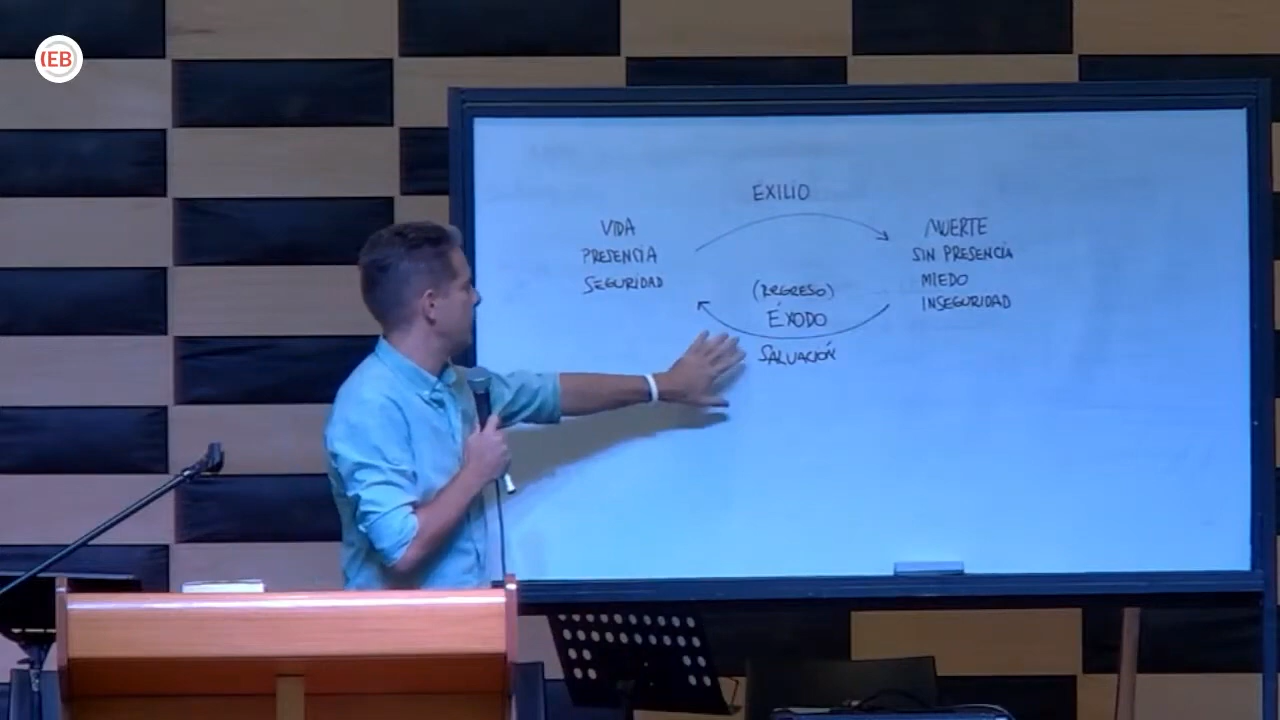 IEB
EXILIO
VIDA
PRESENCIA
SEGURIDAD
MUERTE
SIN PRESENCIA
MIEDO
INSEGURIDAD
(REGRESO)
ÉXODO
SALVACIÓN